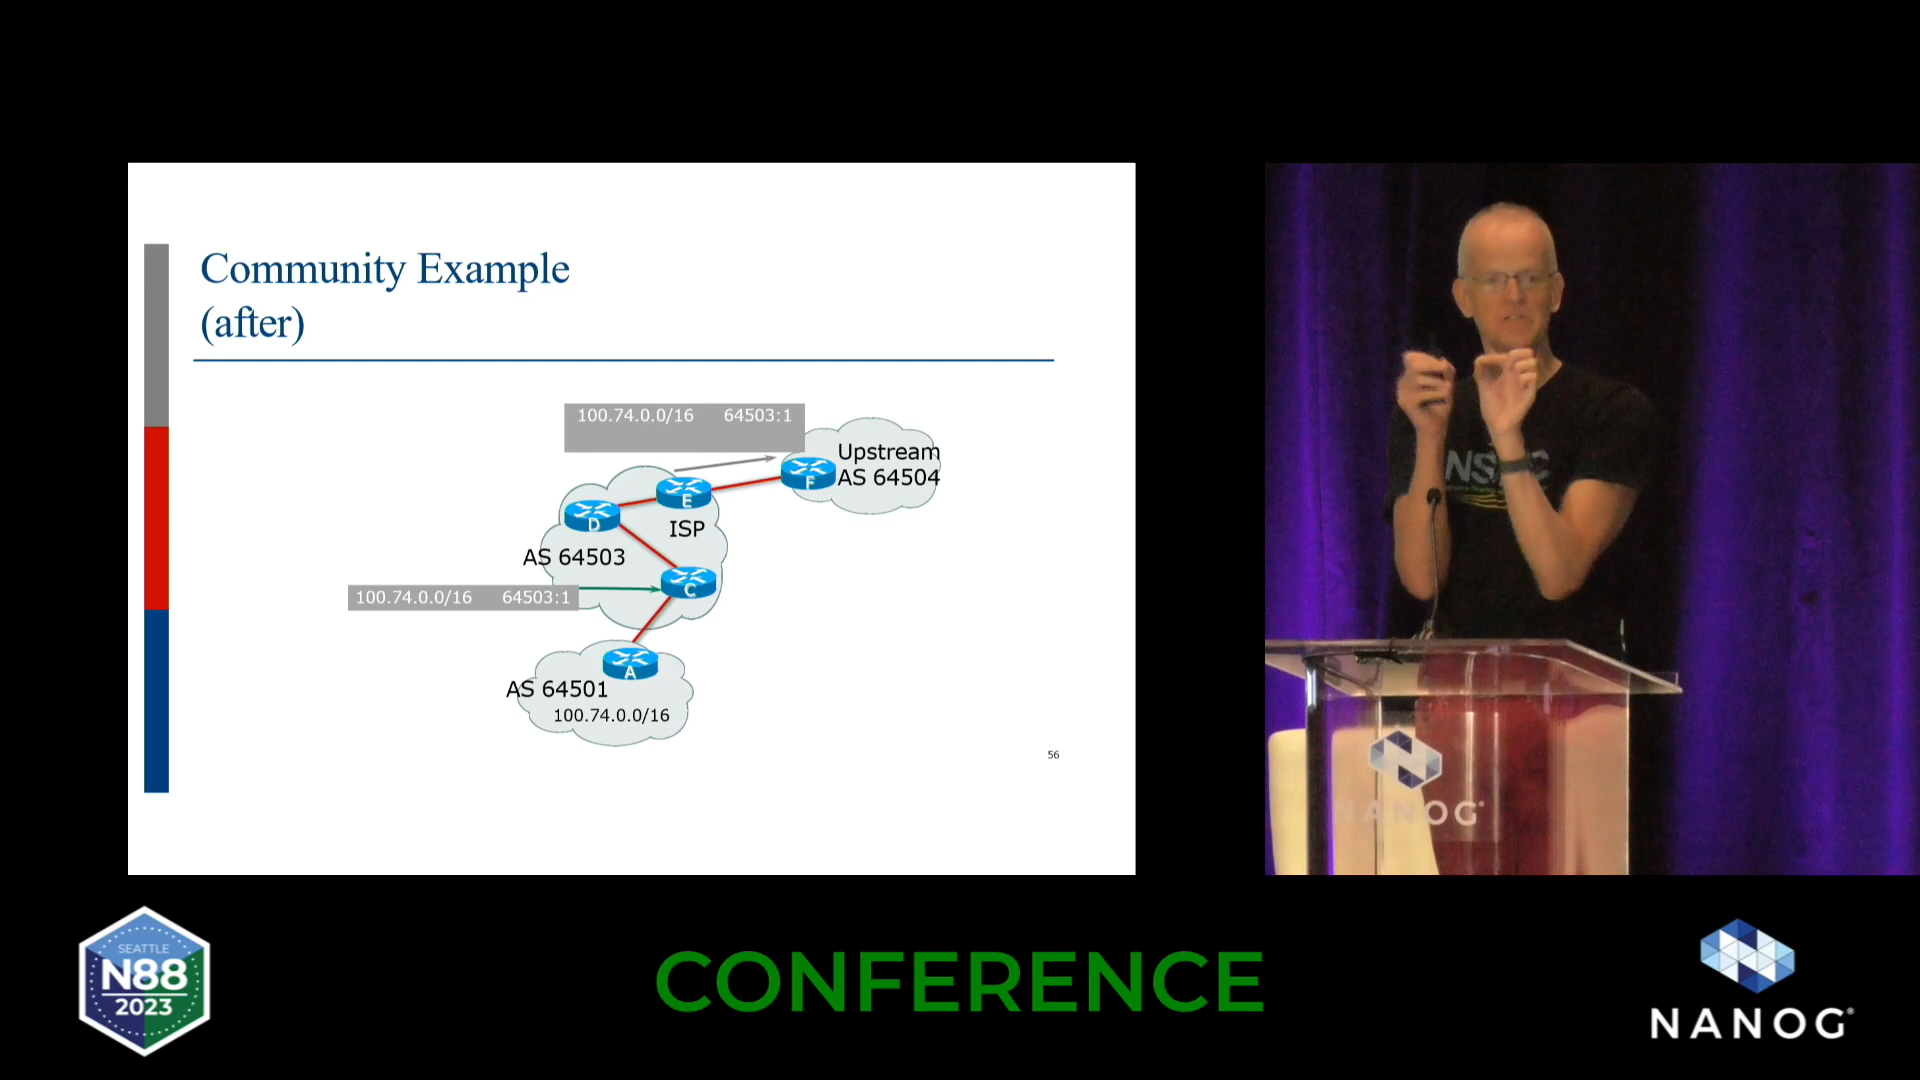 Community Example
(after)
100.74.0.0/16 64503:1
Upstream
AS 64504
F
E
D
ISP
AS 64503
C
100.74.0.0/16 64503:1
A
AS 64501
100.74.0.0/16
56
NANOG
SEATTLE
N88
2023
CONFERENCE
NANOG®